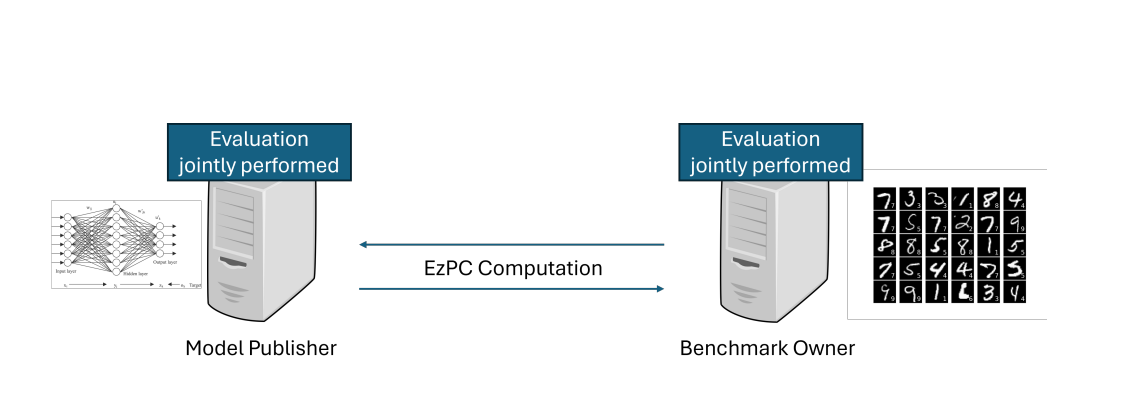 Evaluation
jointly performed
Evaluation
jointly performed
EzPC Computation
Input layer
Hidden layer
Output layer
Target
Model Publisher
Benchmark Owner